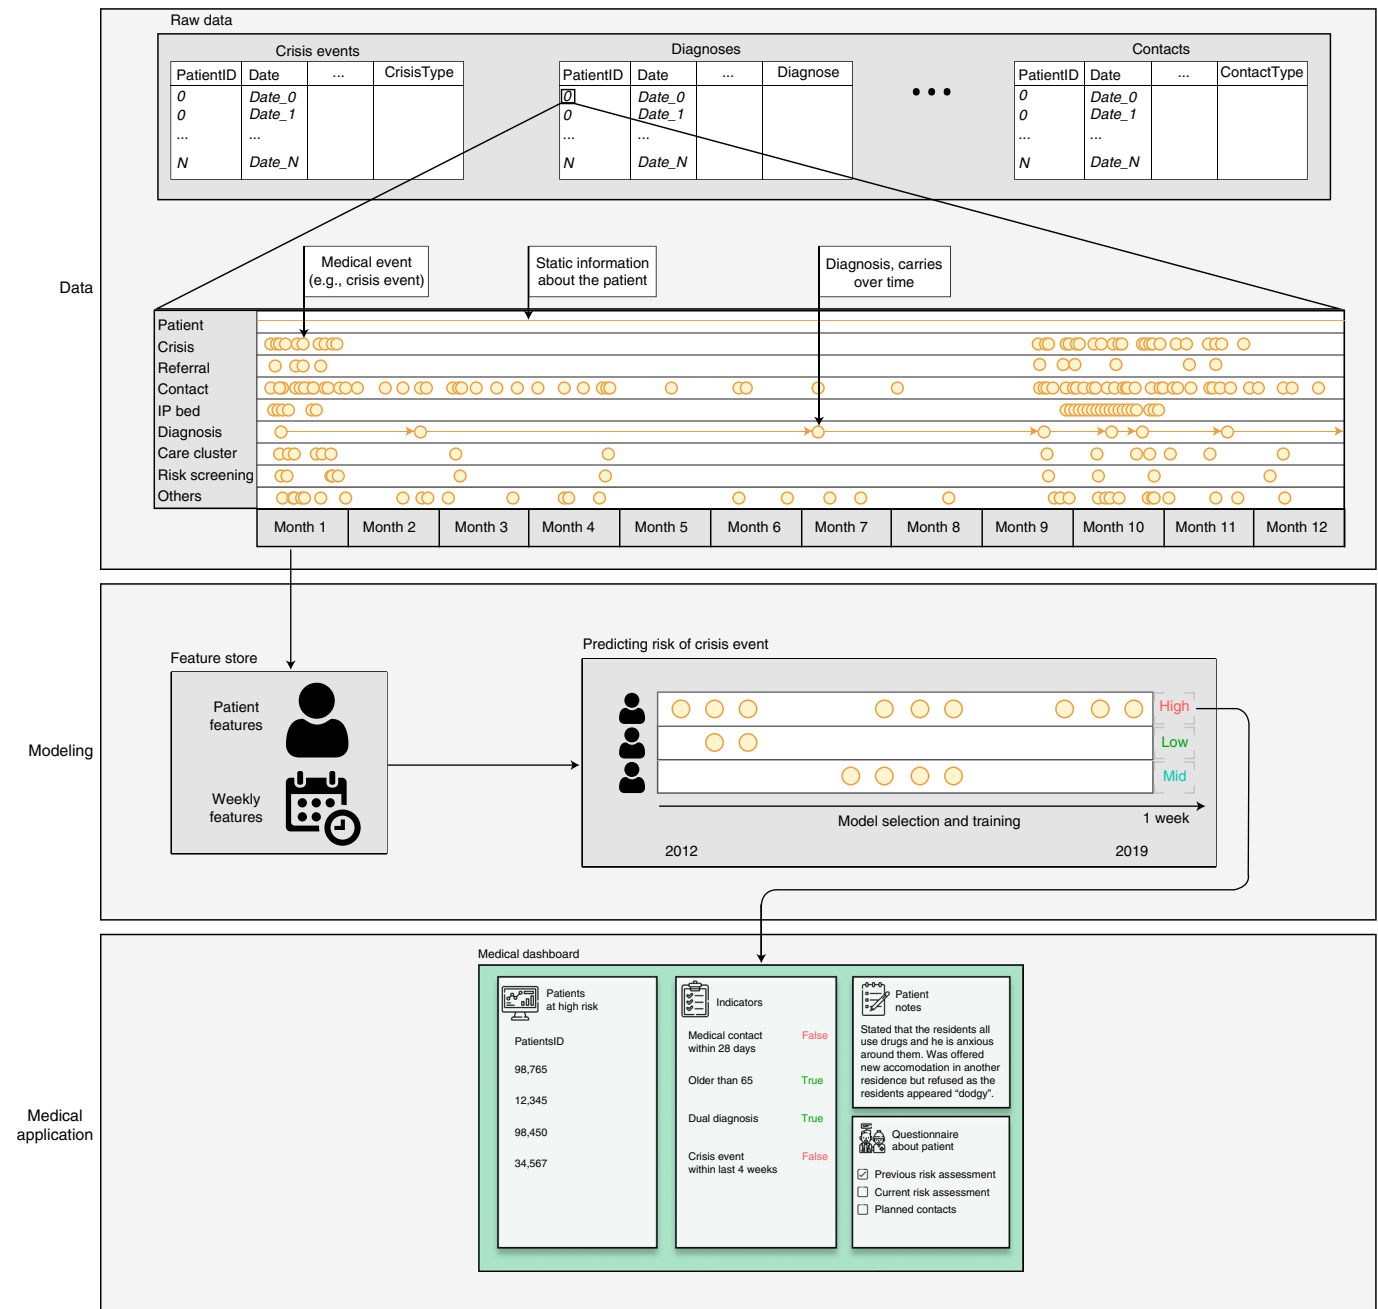 Raw data
Crisis events
PatientID Date ... CrisisType
0 Date_0
0 Date_1
... ...
N Date_N
Diagnoses
PatientID Date ... Diagnose
0 Date_0
0 Date_1
... ...
N Date_N
Contacts
PatientID Date ... ContactType
0 Date_0
0 Date_1
... ...
N Date_N
Data
Medical event
(e.g., crisis event)
Static information
about the patient
Diagnosis, carries
over time
Patient
Crisis
Referral
Contact
IP bed
Diagnosis
Care cluster
Risk screening
Others
Month 1 Month 2 Month 3 Month 4 Month 5 Month 6 Month 7 Month 8 Month 9 Month 10 Month 11 Month 12
Modeling
Feature store
Patient
features
Weekly
features
Predicting risk of crisis event
High
Low
Mid
Model selection and training
1 week
2012 2019
Medical
application
Medical dashboard
Patients
at high risk
PatientsID
98,765
12,345
98,450
34,567
Indicators
Medical contact
within 28 days
False
Older than 65 True
Dual diagnosis True
Crisis event
within last 4 weeks
False
Patient
notes
Stated that the residents all
use drugs and he is anxious
around them. Was offered
new accomodation in another
residence but refused as the
residents appeared “dodgy”.
Questionnaire
about patient
Previous risk assessment
Current risk assessment
Planned contacts